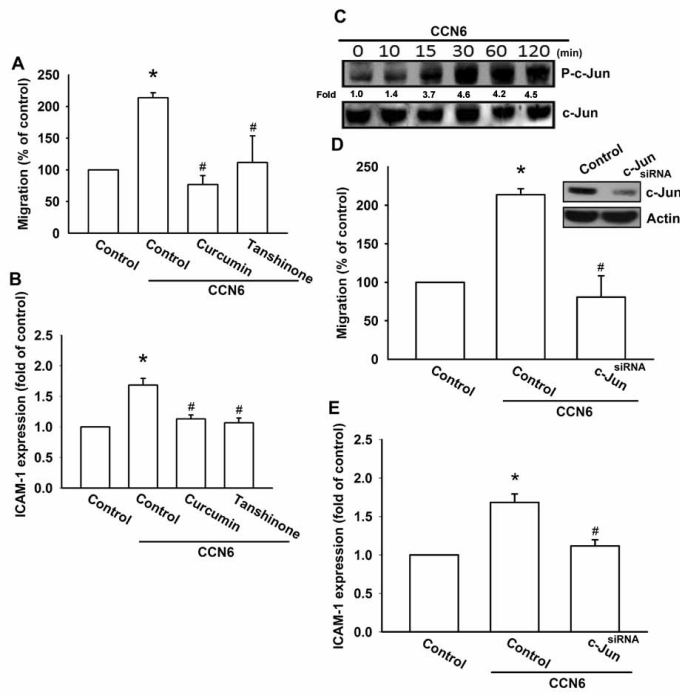 A
Migration (% of control)
250
200
150
100
50
0
*
#
#
Control
Control
Curcumin
Tanshinone
CCN6
B
ICAM-1 expression (fold of control)
2.0
1.5
1.0
0.5
0.0
*
#
#
Control
Control
Curcumin
Tanshinone
CCN6
C
CCN6
0 10 15 30 60 120 (min)
P-c-Jun
Fold 1.0 1.4 3.7 4.6 4.2 4.5
c-Jun
D
Migration (% of control)
250
200
150
100
50
0
*
#
Control
c-Jun siRNA
c-Jun
Actin
Control
Control
c-Jun siRNA
CCN6
E
ICAM-1 expression (fold of control)
2.5
2.0
1.5
1.0
0.5
0.0
*
#
Control
Control
c-Jun siRNA
CCN6